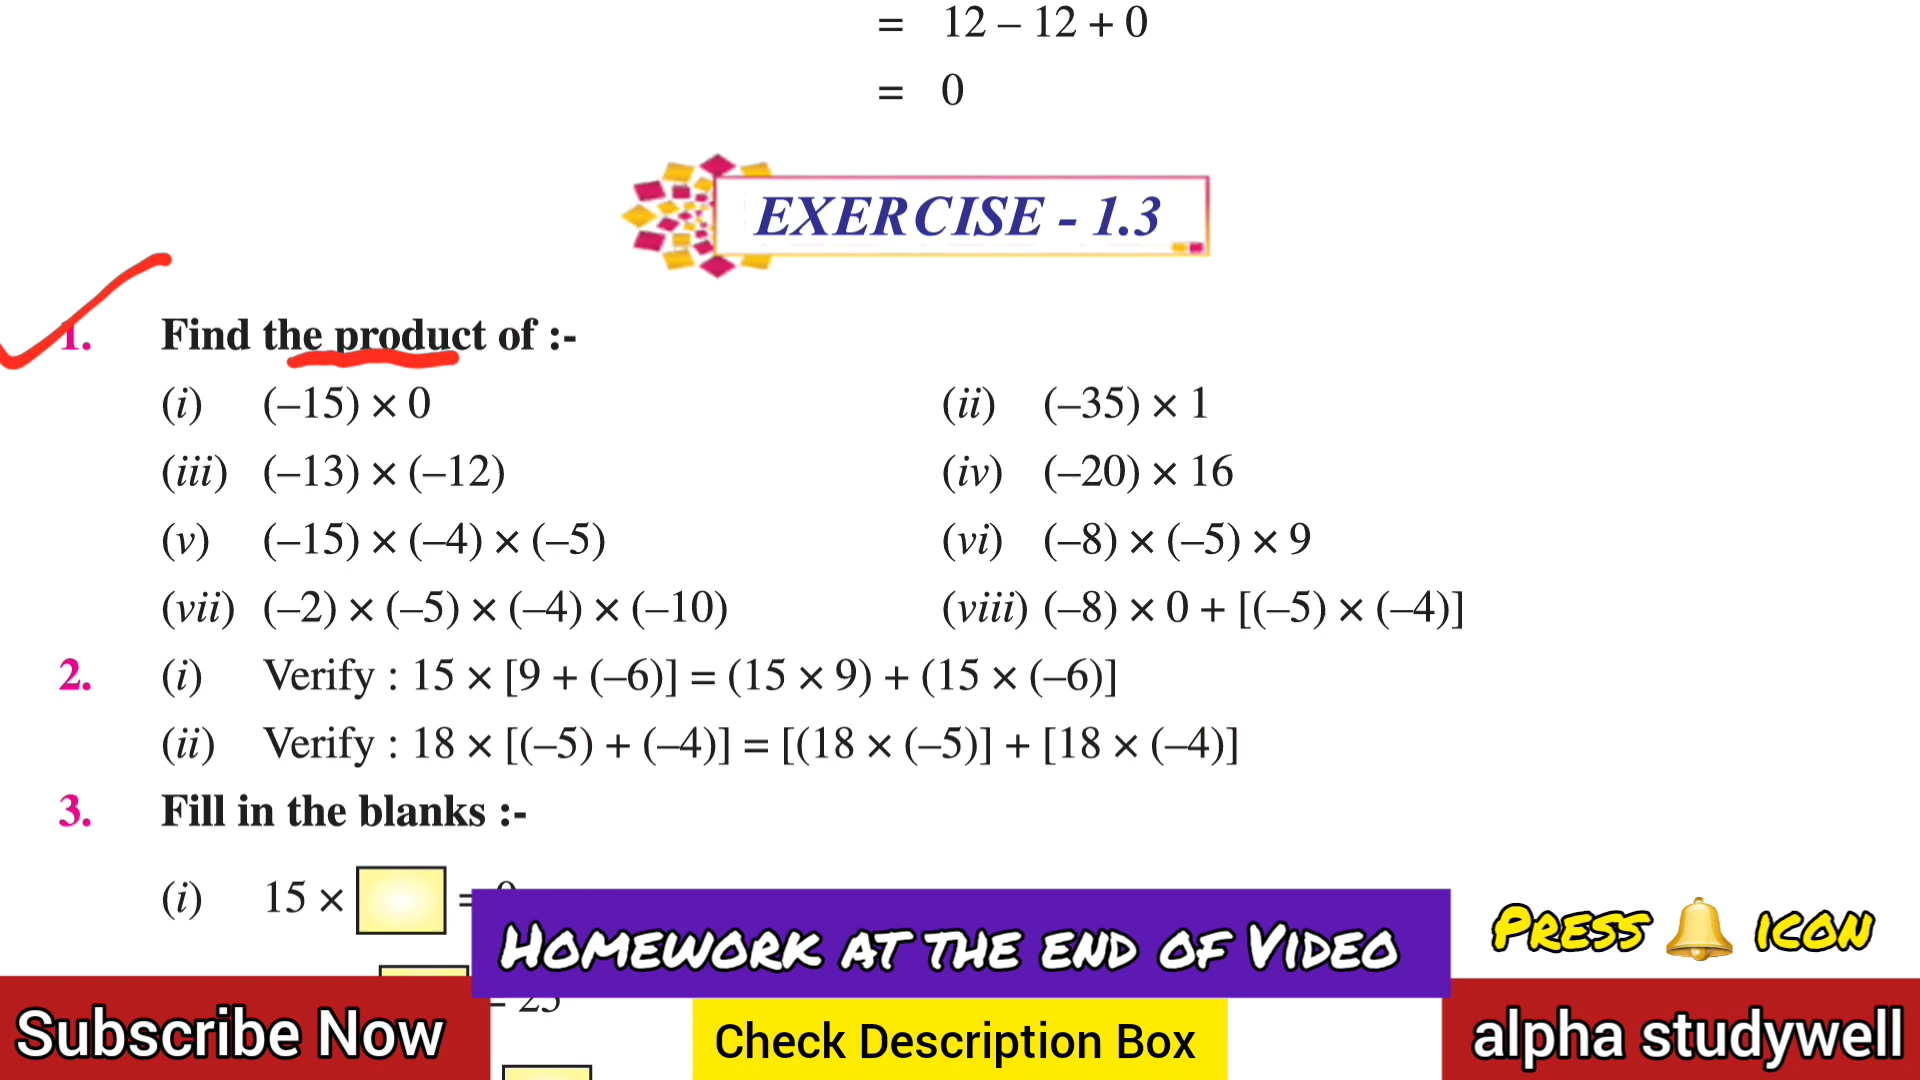 = 12 – 12 + 0
= 0
EXERCISE - 1.3
1. Find the product of :-
(i) (–15) × 0 (ii) (–35) × 1
(iii) (–13) × (–12) (iv) (–20) × 16
(v) (–15) × (–4) × (–5) (vi) (–8) × (–5) × 9
(vii) (–2) × (–5) × (–4) × (–10) (viii) (–8) × 0 + [(–5) × (–4)]
2. (i) Verify : 15 × [9 + (–6)] = (15 × 9) + (15 × (–6)]
(ii) Verify : 18 × [(–5) + (–4)] = [(18 × (–5)] + [18 × (–4)]
3. Fill in the blanks :-
(i) 15 × =
HOMEWORK AT THE END OF VIDEO
PRESS ICON
Subscribe Now
Check Description Box
alpha studywell